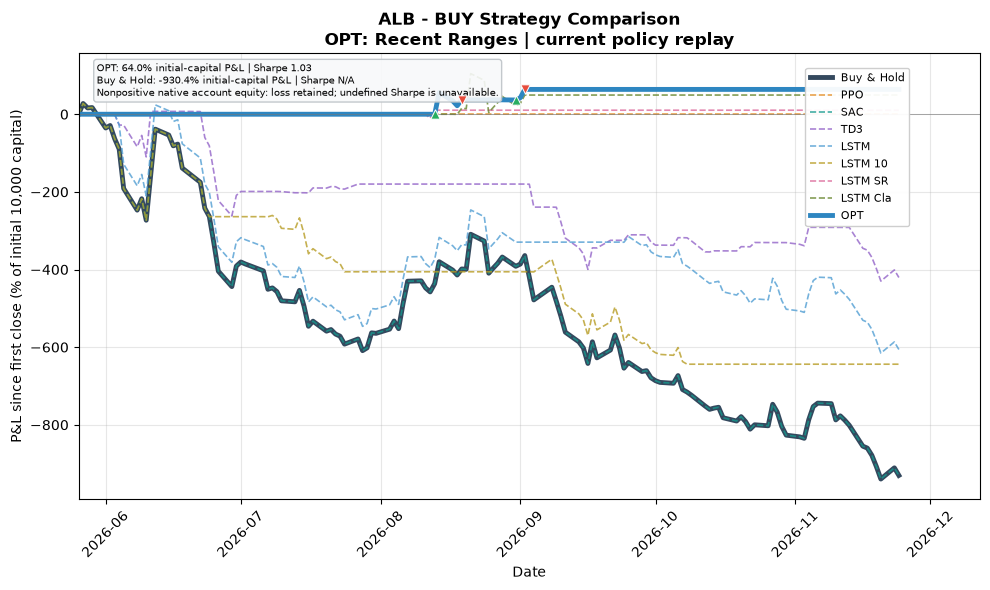 ALB - BUY Strategy Comparison
OPT: Recent Ranges | current policy replay
OPT: 64.0% initial-capital P&L | Sharpe 1.03
Buy & Hold: -930.4% initial-capital P&L | Sharpe N/A
Nonpositive native account equity: loss retained; undefined Sharpe is unavailable.
Buy & Hold
PPO
SAC
TD3
LSTM
LSTM 10
LSTM SR
LSTM Cla
OPT
P&L since first close (% of initial 10,000 capital)
0
−200
−400
−600
−800
2026-06
2026-07
2026-08
2026-09
2026-10
2026-11
2026-12
Date